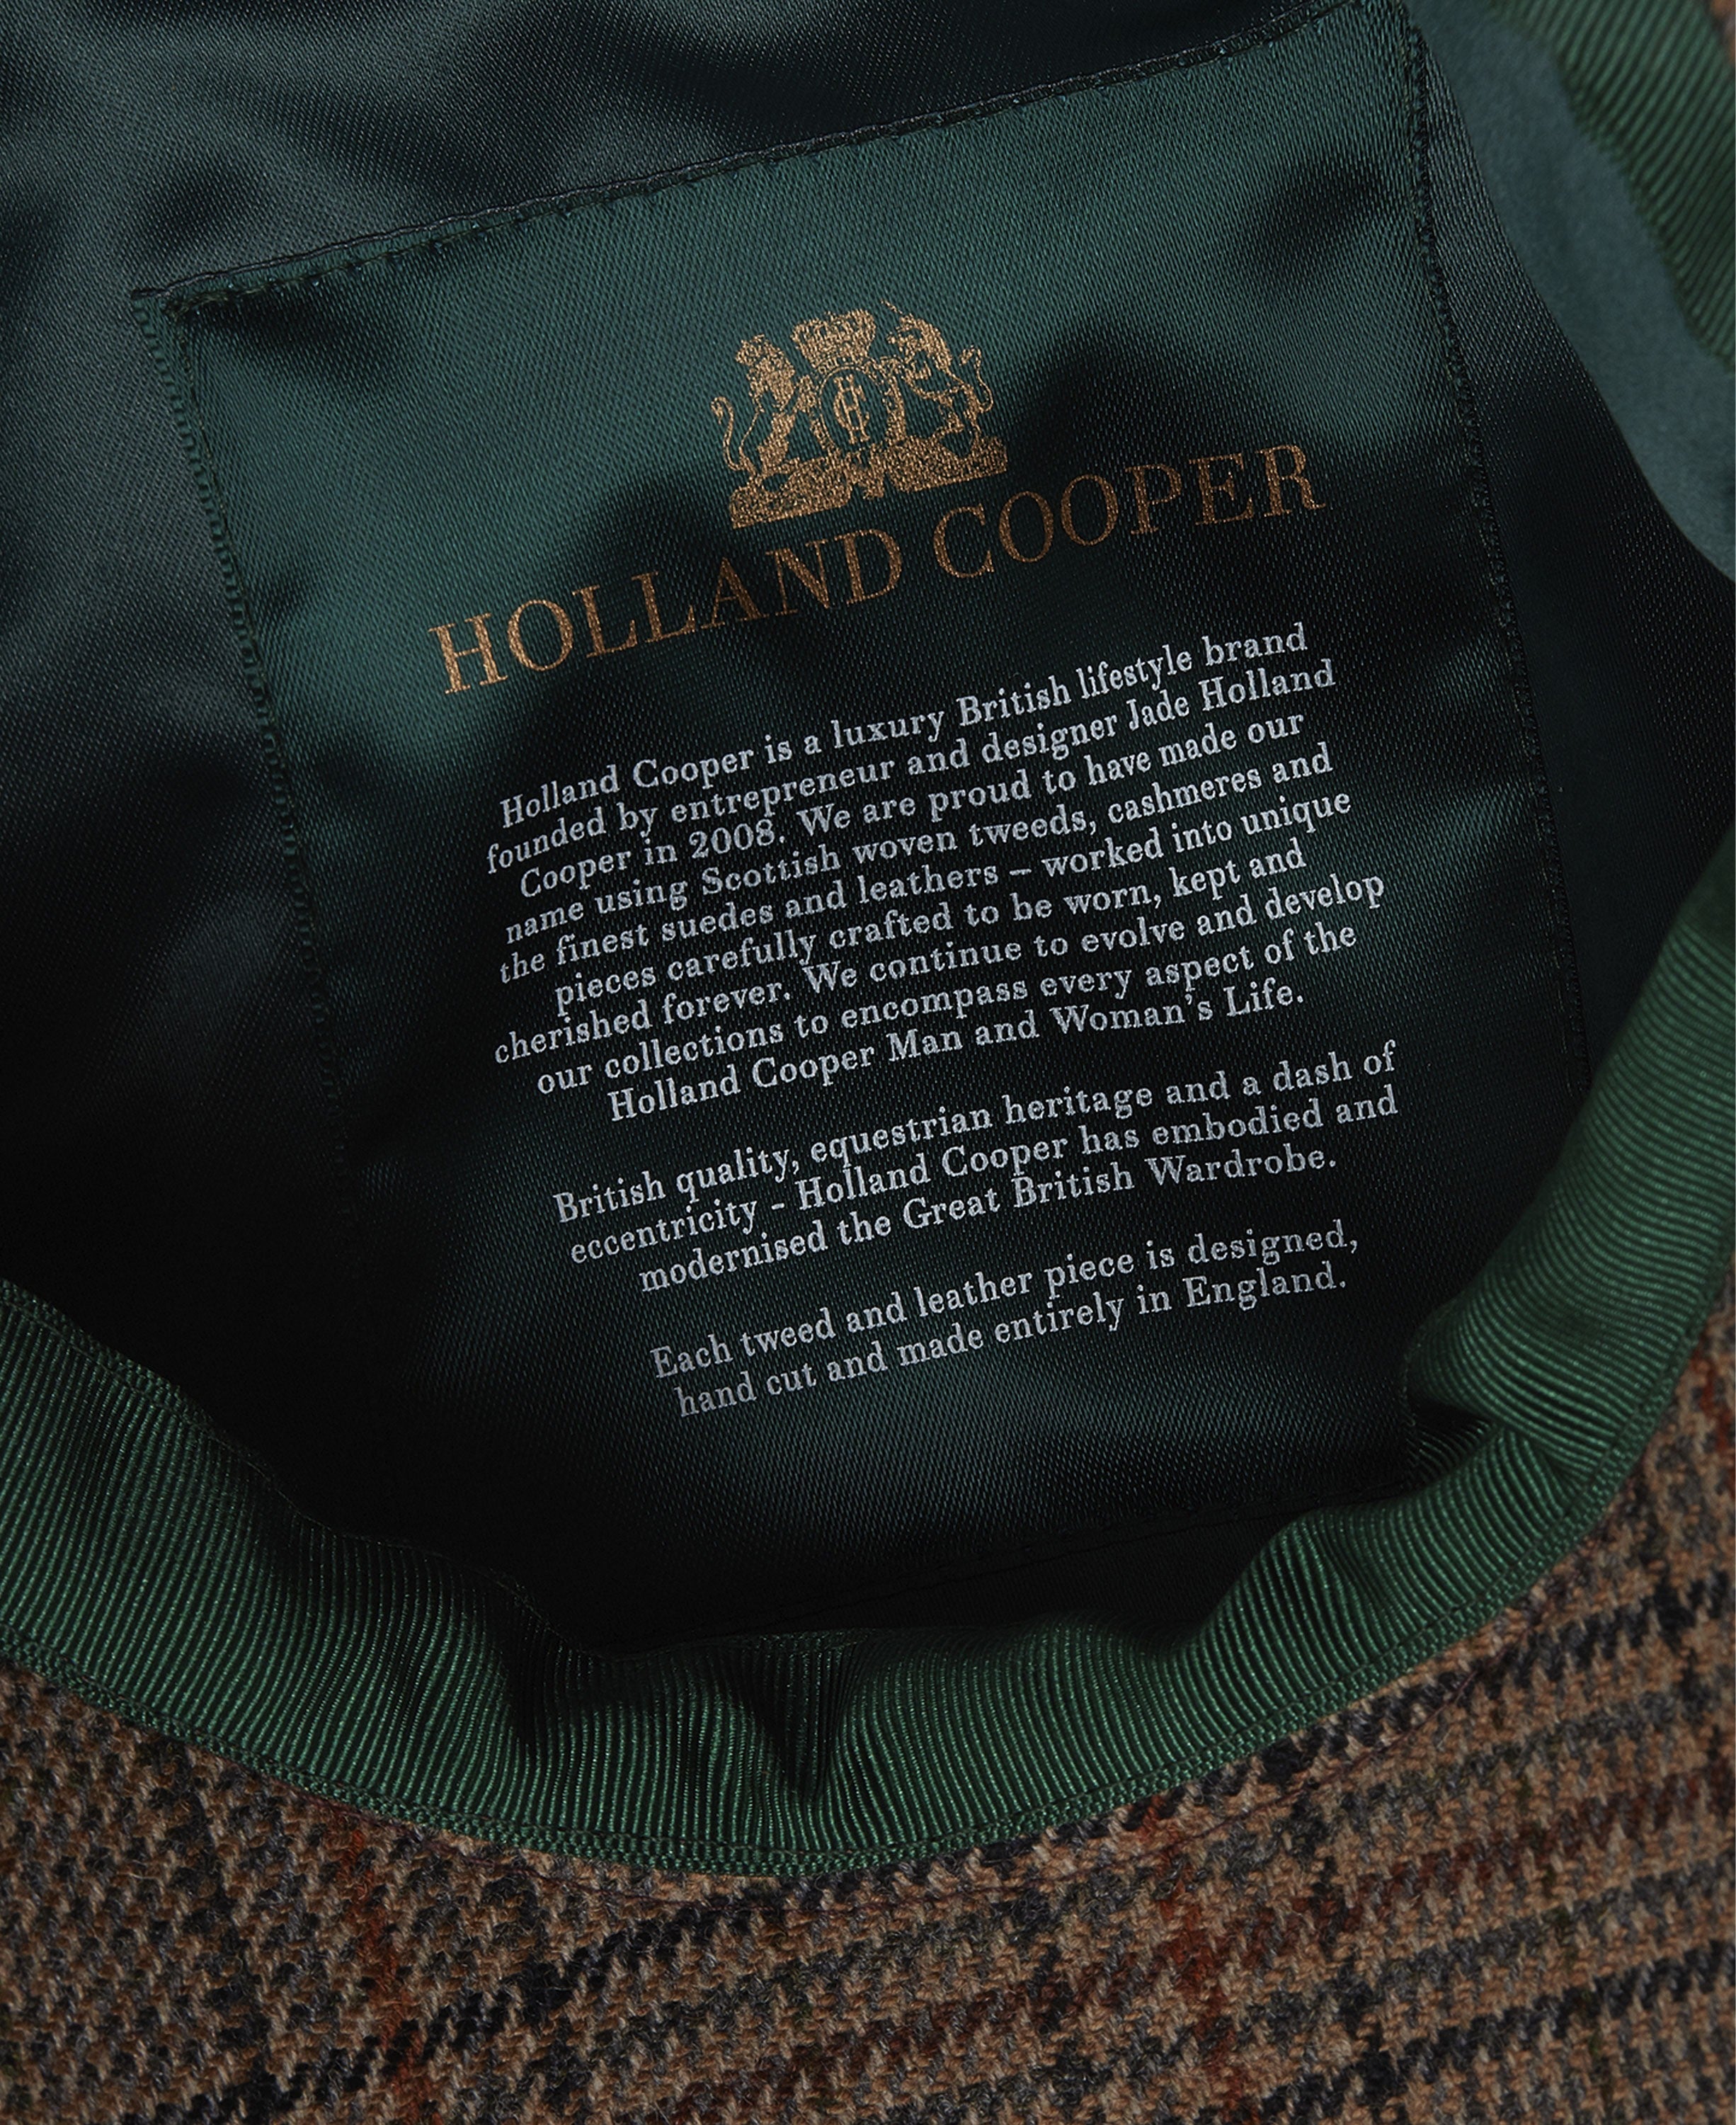 HOLLAND COOPER
Holland Cooper is a luxury British lifestyle brand
founded by entrepreneur and designer Jade Holland
Cooper in 2008. We are proud to have made our
name using Scottish woven tweeds, cashmeres and
the finest suedes and leathers – worked into unique
pieces carefully crafted to be worn, kept and
cherished forever. We continue to evolve and develop
our collections to encompass every aspect of the
Holland Cooper Man and Woman's Life.
British quality, equestrian heritage and a dash of
eccentricity - Holland Cooper has embodied and
modernised the Great British Wardrobe.
Each tweed and leather piece is designed,
hand cut and made entirely in England.